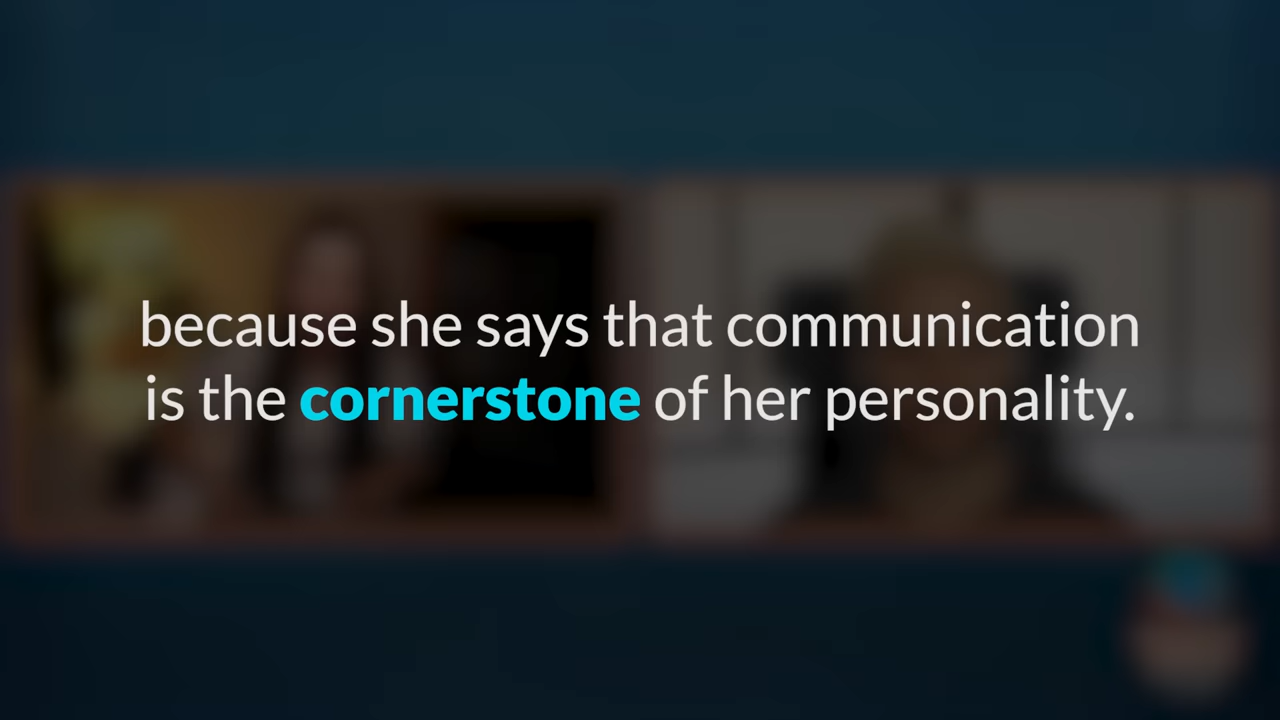 because she says that communication
is the cornerstone of her personality.